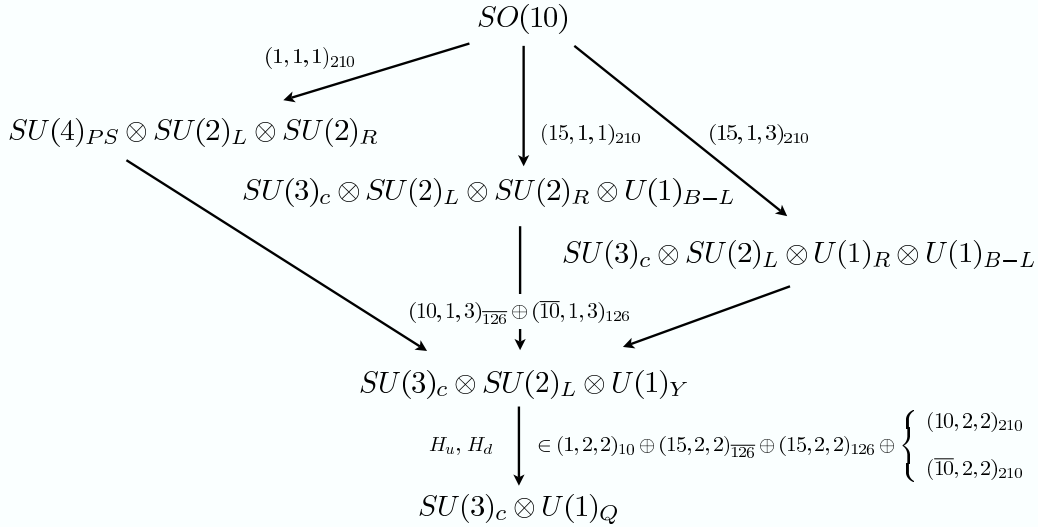 SO(10)
(1, 1, 1)₂₁₀
(15, 1, 1)₂₁₀
(15, 1, 3)₂₁₀
SU(4)_{PS} ⊗ SU(2)_L ⊗ SU(2)_R
SU(3)_c ⊗ SU(2)_L ⊗ SU(2)_R ⊗ U(1)_{B−L}
SU(3)_c ⊗ SU(2)_L ⊗ U(1)_R ⊗ U(1)_{B−L}
(10, 1, 3)_{\overline{126}} ⊕ (\overline{10}, 1, 3)_{126}
SU(3)_c ⊗ SU(2)_L ⊗ U(1)_Y
H_u, H_d ∈ (1, 2, 2)_{10} ⊕ (15, 2, 2)_{\overline{126}} ⊕ (15, 2, 2)_{126} ⊕ {
(10, 2, 2)₂₁₀
(\overline{10}, 2, 2)₂₁₀
SU(3)_c ⊗ U(1)_Q